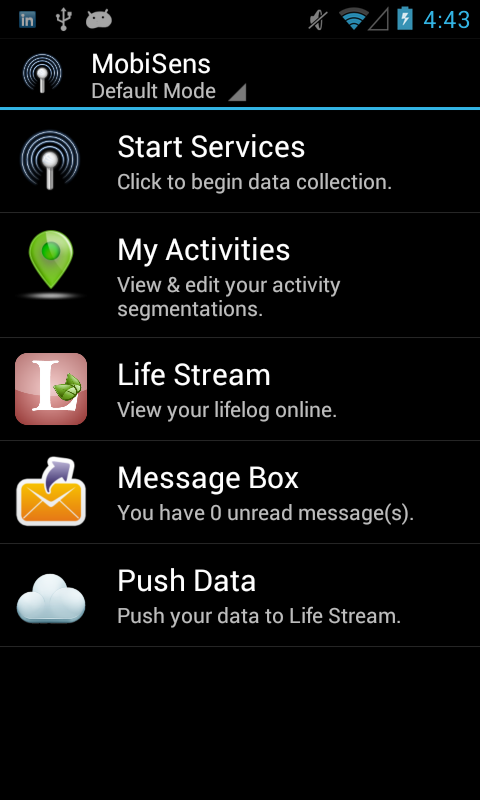 in
4:43
MobiSens
Default Mode
Start Services
Click to begin data collection.
My Activities
View & edit your activity
segmentations.
L
Life Stream
View your lifelog online.
Message Box
You have 0 unread message(s).
Push Data
Push your data to Life Stream.